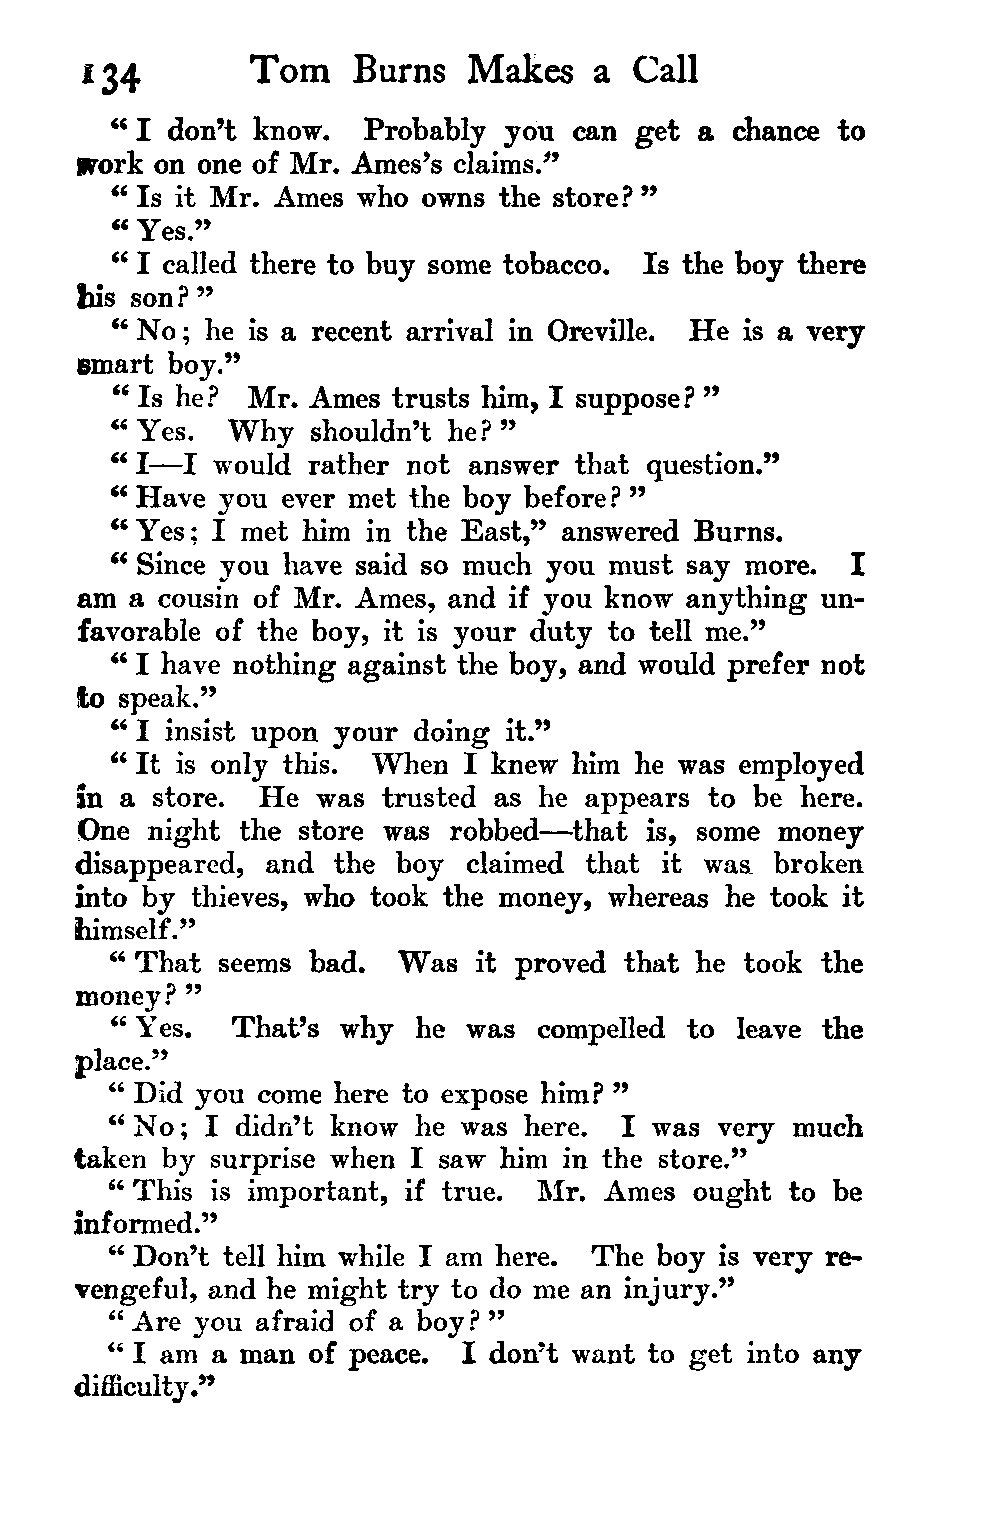 134 Tom Burns Makes a Call
“ I don’t know. Probably you can get a chance to
work on one of Mr. Ames’s claims.”
“ Is it Mr. Ames who owns the store? ”
“ Yes.”
“ I called there to buy some tobacco. Is the boy there
his son? ”
“ No; he is a recent arrival in Oreville. He is a very
smart boy.”
“ Is he? Mr. Ames trusts him, I suppose? ”
“ Yes. Why shouldn’t he? ”
“ I—I would rather not answer that question.”
“ Have you ever met the boy before? ”
“ Yes; I met him in the East,” answered Burns.
“ Since you have said so much you must say more. I
am a cousin of Mr. Ames, and if you know anything un-
favorable of the boy, it is your duty to tell me.”
“ I have nothing against the boy, and would prefer not
to speak.”
“ I insist upon your doing it.”
“ It is only this. When I knew him he was employed
in a store. He was trusted as he appears to be here.
One night the store was robbed—that is, some money
disappeared, and the boy claimed that it was broken
into by thieves, who took the money, whereas he took it
himself.”
“ That seems bad. Was it proved that he took the
money? ”
“ Yes. That’s why he was compelled to leave the
place.”
“ Did you come here to expose him? ”
“ No; I didn’t know he was here. I was very much
taken by surprise when I saw him in the store.”
“ This is important, if true. Mr. Ames ought to be
informed.”
“ Don’t tell him while I am here. The boy is very re-
vengeful, and he might try to do me an injury.”
“ Are you afraid of a boy? ”
“ I am a man of peace. I don’t want to get into any
difficulty.”